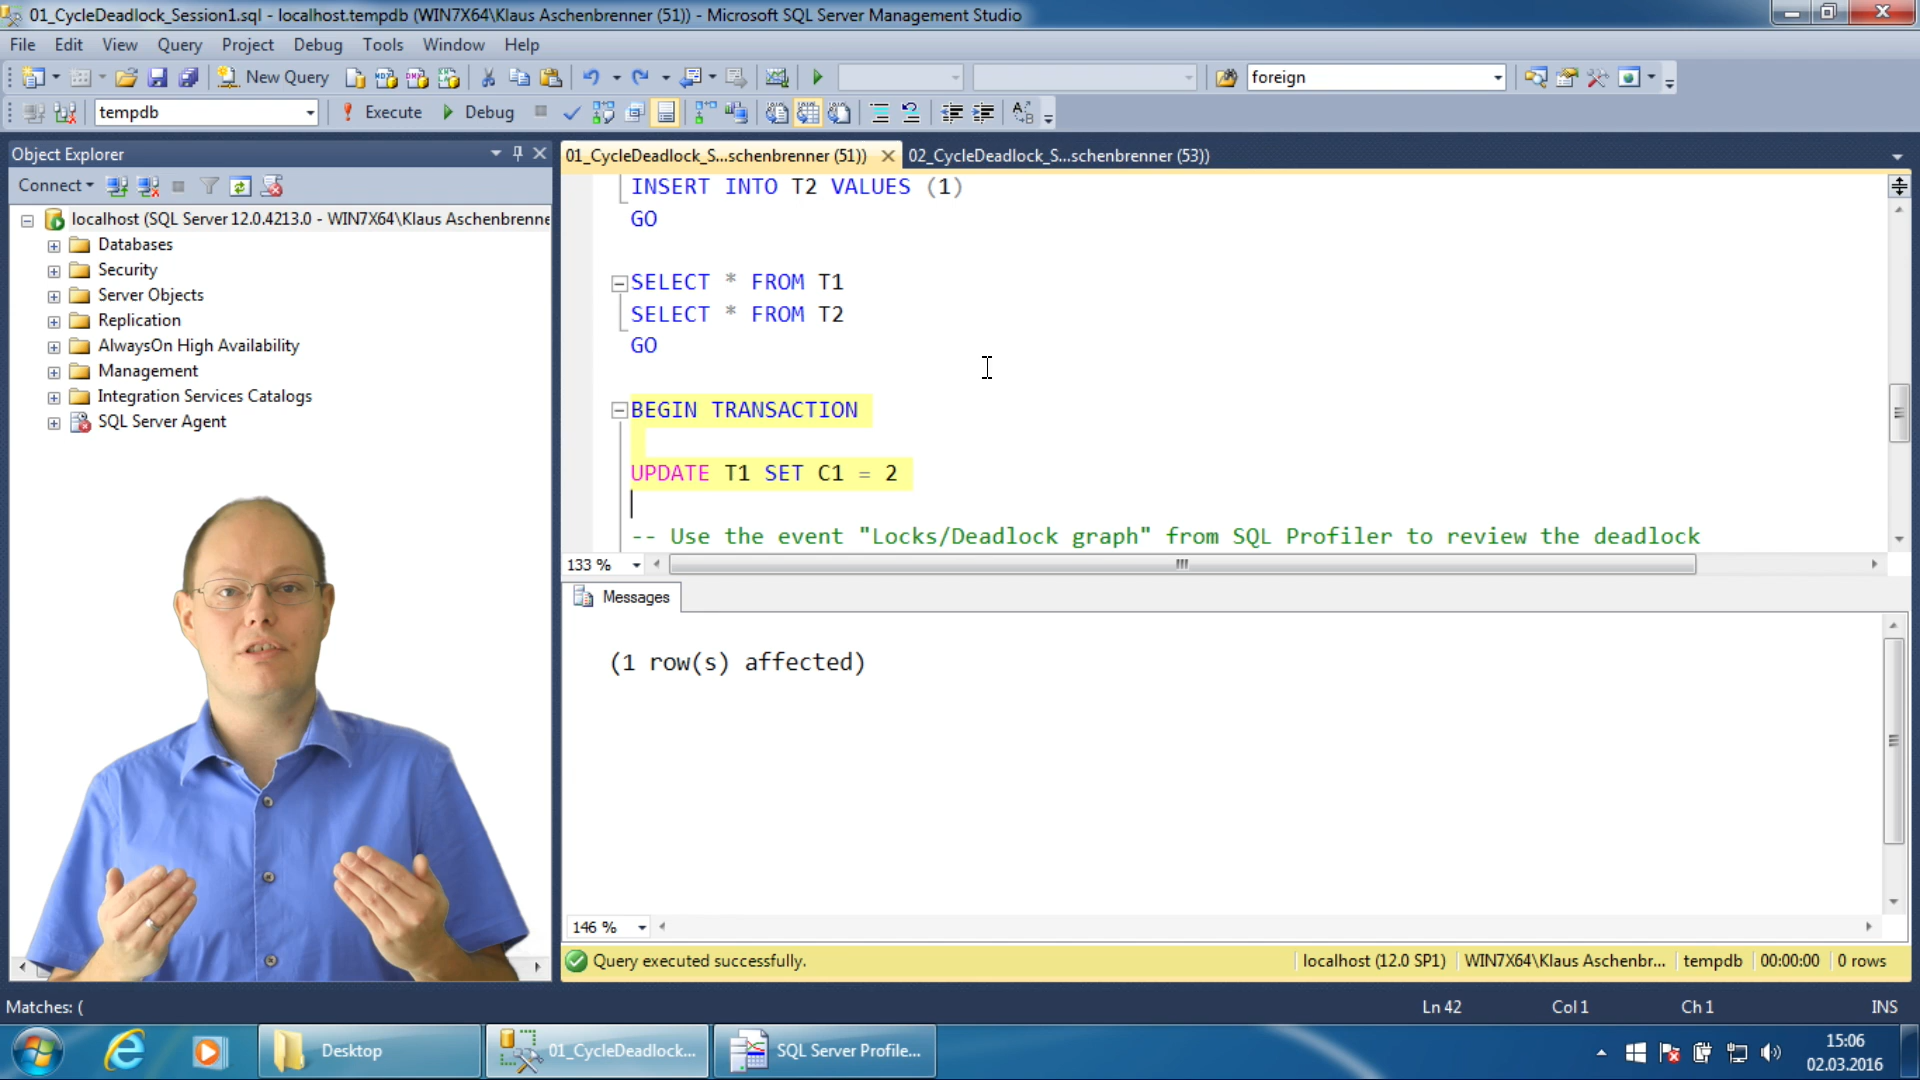 01_CycleDeadlock_Session1.sql - localhost.tempdb (WIN7X64\Klaus Aschenbrenner (51)) - Microsoft SQL Server Management Studio
File Edit View Query Project Debug Tools Window Help
New Query foreign
tempdb Execute Debug
Object Explorer
Connect
localhost (SQL Server 12.0.4213.0 - WIN7X64\Klaus Aschenbrenne
Databases
Security
Server Objects
Replication
AlwaysOn High Availability
Management
Integration Services Catalogs
SQL Server Agent
01_CycleDeadlock_S...schenbrenner (51)) 02_CycleDeadlock_S...schenbrenner (53))
INSERT INTO T2 VALUES (1)
GO
SELECT * FROM T1
SELECT * FROM T2
GO
BEGIN TRANSACTION
UPDATE T1 SET C1 = 2
-- Use the event "Locks/Deadlock graph" from SQL Profiler to review the deadlock
133 %
Messages
(1 row(s) affected)
146 %
Query executed successfully. localhost (12.0 SP1) WIN7X64\Klaus Aschenbr... tempdb 00:00:00 0 rows
Matches: ( Ln 42 Col 1 Ch 1 INS
Desktop 01_CycleDeadlock... SQL Server Profile... 15:06
02.03.2016